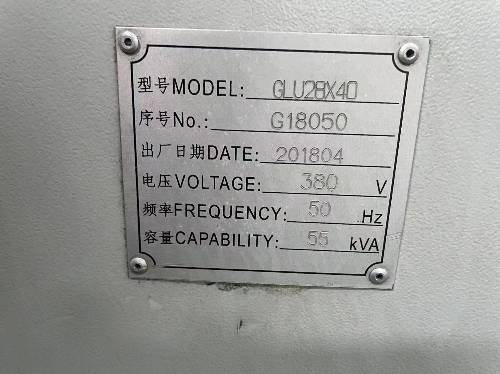 型号MODEL: GLU28X40
序号No.: G18050
出厂日期DATE: 201804
电压VOLTAGE: 380 V
频率FREQUENCY: 50 Hz
容量CAPABILITY: 55 kVA